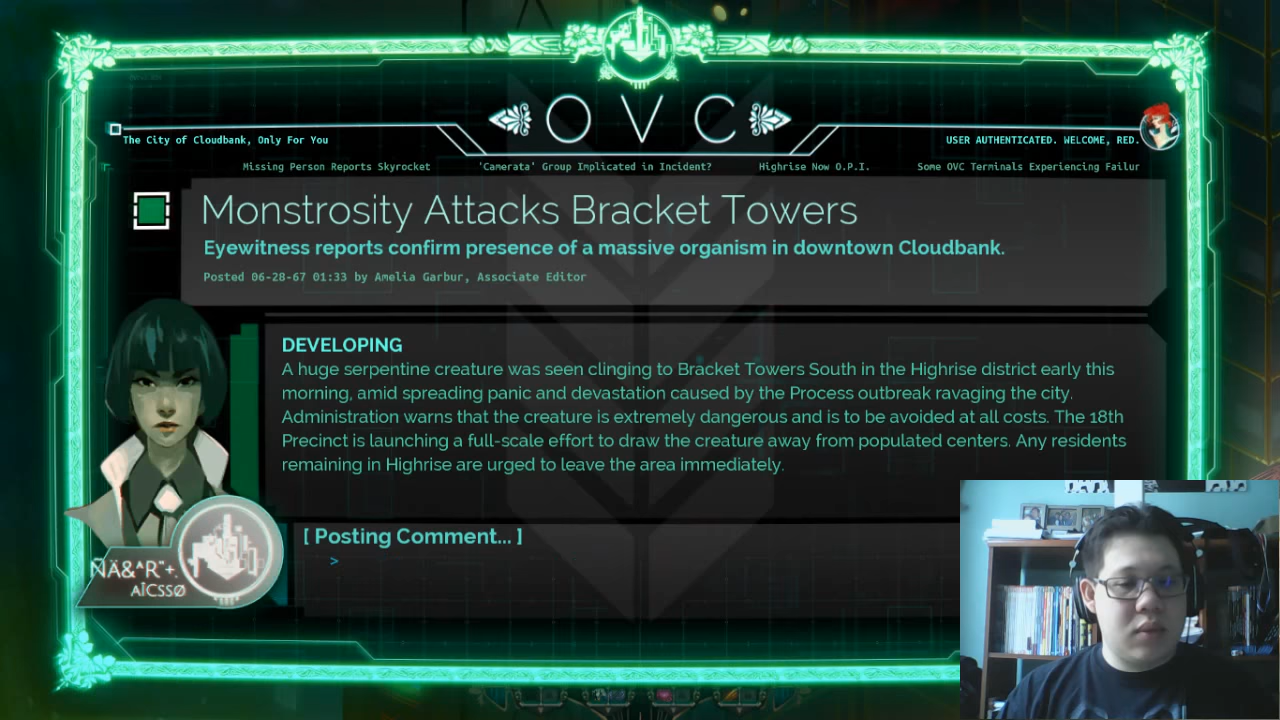 OVC
The City of Cloudbank, Only For You
USER AUTHENTICATED. WELCOME, RED.
Missing Person Reports Skyrocket 'Camerata' Group Implicated in Incident? Highrise Now O.P.I. Some OVC Terminals Experiencing Failur
Monstrosity Attacks Bracket Towers
Eyewitness reports confirm presence of a massive organism in downtown Cloudbank.
Posted 06-28-67 01:33 by Amelia Garbur, Associate Editor
DEVELOPING
A huge serpentine creature was seen clinging to Bracket Towers South in the Highrise district early this
morning, amid spreading panic and devastation caused by the Process outbreak ravaging the city.
Administration warns that the creature is extremely dangerous and is to be avoided at all costs. The 18th
Precinct is launching a full-scale effort to draw the creature away from populated centers. Any residents
remaining in Highrise are urged to leave the area immediately.
[ Posting Comment... ]
>
ÑÄ&^R"+.
AÎCSSØ